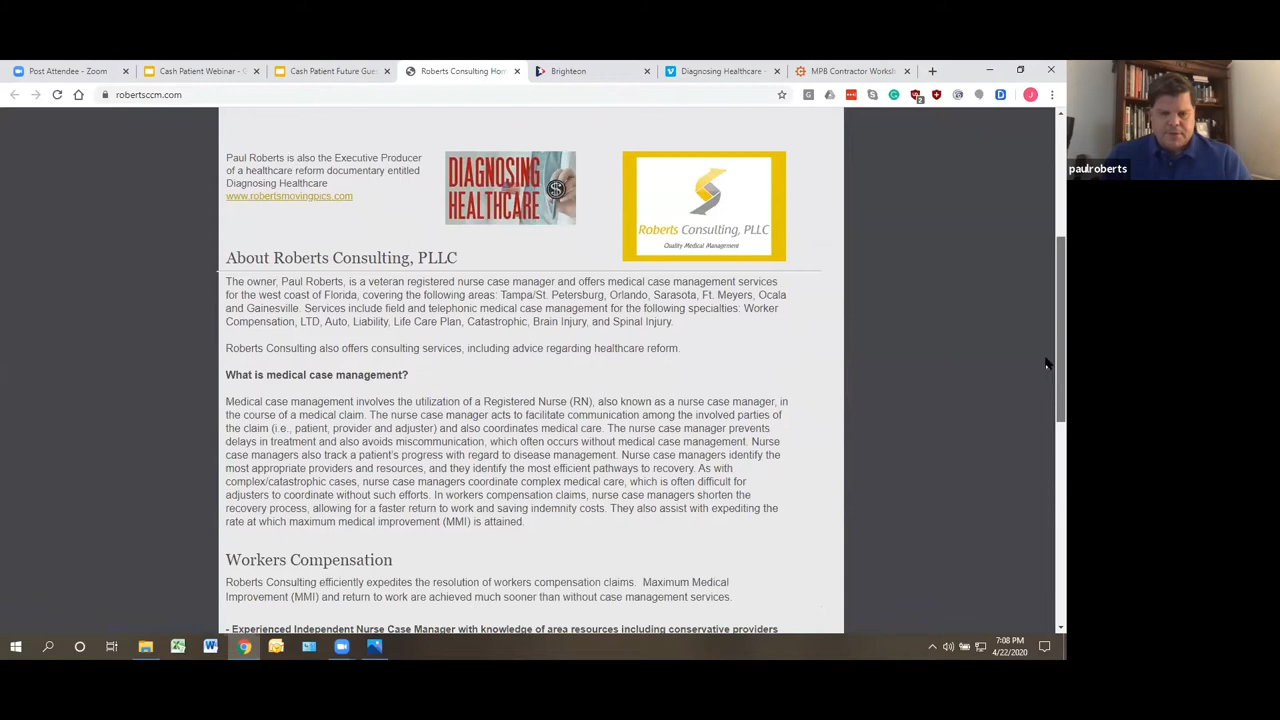 Post Attendee - Zoom
Cash Patient Webinar - G
Cash Patient Future Gues
Roberts Consulting Hom
Brighteon
Diagnosing Healthcare -
MPB Contractor Worksh
robertsccm.com
paulroberts
Paul Roberts is also the Executive Producer
of a healthcare reform documentary entitled
Diagnosing Healthcare
www.robertsmovingpics.com
DIAGNOSING
HEALTHCARE
Roberts Consulting, PLLC
Quality Medical Management
About Roberts Consulting, PLLC
The owner, Paul Roberts, is a veteran registered nurse case manager and offers medical case management services
for the west coast of Florida, covering the following areas: Tampa/St. Petersburg, Orlando, Sarasota, Ft. Meyers, Ocala
and Gainesville. Services include field and telephonic medical case management for the following specialties: Worker
Compensation, LTD, Auto, Liability, Life Care Plan, Catastrophic, Brain Injury, and Spinal Injury.
Roberts Consulting also offers consulting services, including advice regarding healthcare reform.
What is medical case management?
Medical case management involves the utilization of a Registered Nurse (RN), also known as a nurse case manager, in
the course of a medical claim. The nurse case manager acts to facilitate communication among the involved parties of
the claim (i.e., patient, provider and adjuster) and also coordinates medical care. The nurse case manager prevents
delays in treatment and also avoids miscommunication, which often occurs without medical case management. Nurse
case managers also track a patient's progress with regard to disease management. Nurse case managers identify the
most appropriate providers and resources, and they identify the most efficient pathways to recovery. As with
complex/catastrophic cases, nurse case managers coordinate complex medical care, which is often difficult for
adjusters to coordinate without such efforts. In workers compensation claims, nurse case managers shorten the
recovery process, allowing for a faster return to work and saving indemnity costs. They also assist with expediting the
rate at which maximum medical improvement (MMI) is attained.
Workers Compensation
Roberts Consulting efficiently expedites the resolution of workers compensation claims. Maximum Medical
Improvement (MMI) and return to work are achieved much sooner than without case management services.
- Experienced Independent Nurse Case Manager with knowledge of area resources including conservative providers
7:08 PM
4/22/2020